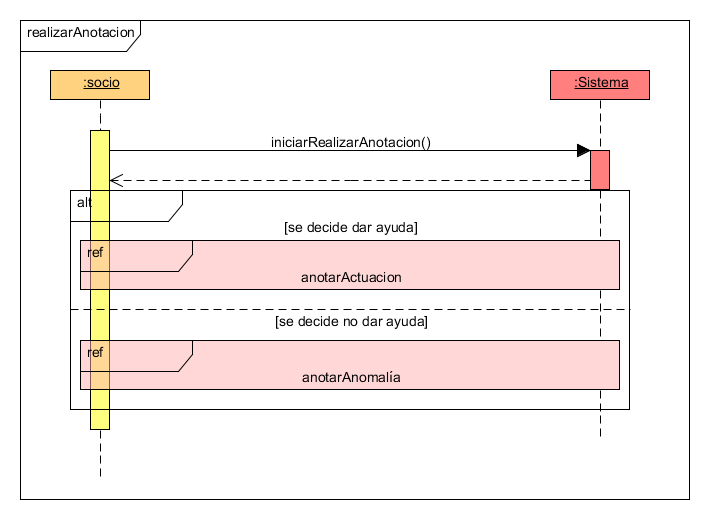 realizarAnotacion
:socio
:Sistema
iniciarRealizarAnotacion()
alt
[se decide dar ayuda]
ref
anotarActuacion
[se decide no dar ayuda]
ref
anotarAnomalía